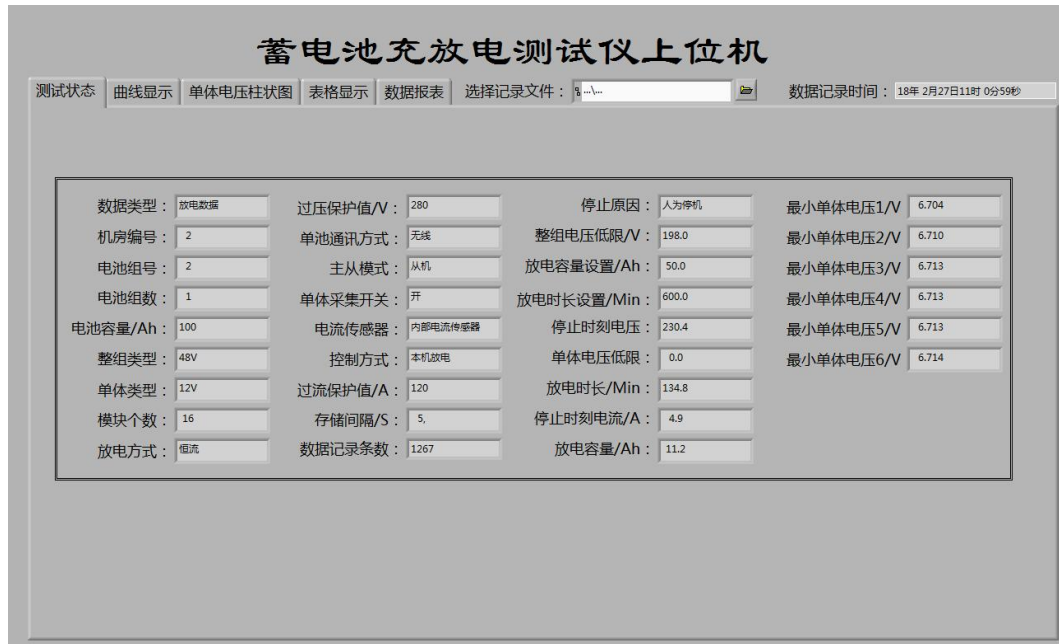 蓄电池充放电测试仪上位机
测试状态 曲线显示 单体电压柱状图 表格显示 数据报表 选择记录文件： ...\... 数据记录时间： 18年 2月27日11时 0分59秒
数据类型： 放电数据 过压保护值/V： 280 停止原因： 人为停机 最小单体电压1/V 6.704
机房编号： 2 单池通讯方式： 无线 整组电压低限/V： 198.0 最小单体电压2/V 6.710
电池组号： 2 主从模式： 从机 放电容量设置/Ah： 50.0 最小单体电压3/V 6.713
电池组数： 1 单体采集开关： 开 放电时长设置/Min： 600.0 最小单体电压4/V 6.713
电池容量/Ah： 100 电流传感器： 内部电流传感器 停止时刻电压： 230.4 最小单体电压5/V 6.713
整组类型： 48V 控制方式： 本机放电 单体电压低限： 0.0 最小单体电压6/V 6.714
单体类型： 12V 过流保护值/A： 120 放电时长/Min： 134.8
模块个数： 16 存储间隔/S： 5, 停止时刻电流/A： 4.9
放电方式： 恒流 数据记录条数： 1267 放电容量/Ah： 11.2